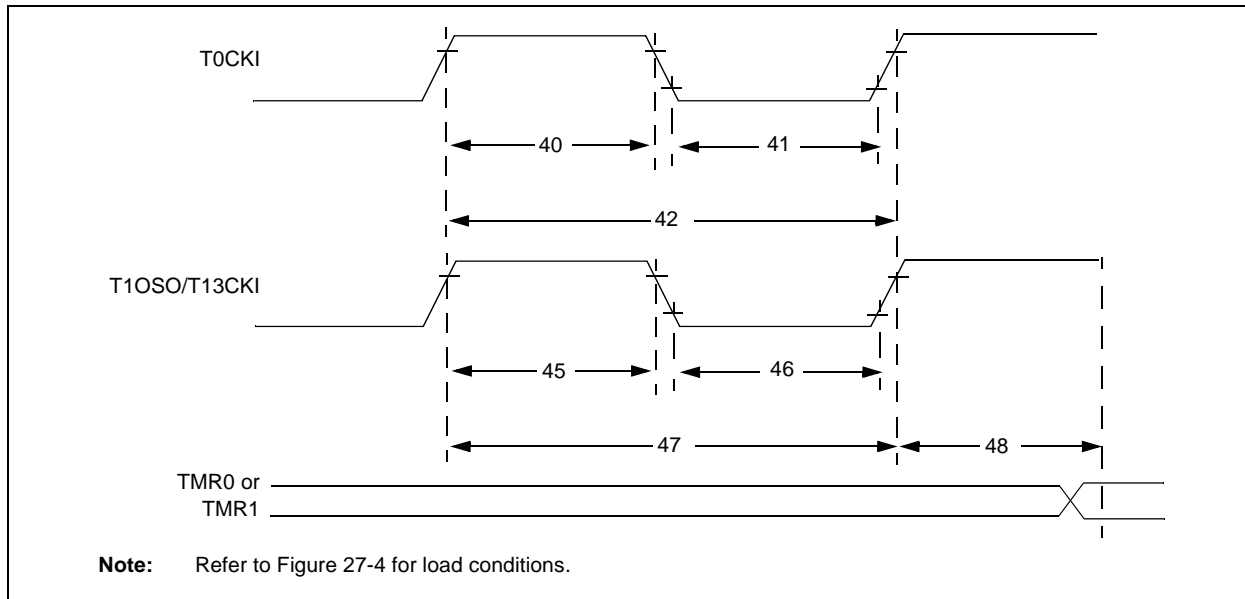 T0CKI
40
41
42
T1OSO/T13CKI
45
46
47
48
TMR0 or
TMR1
Note: Refer to Figure 27-4 for load conditions.